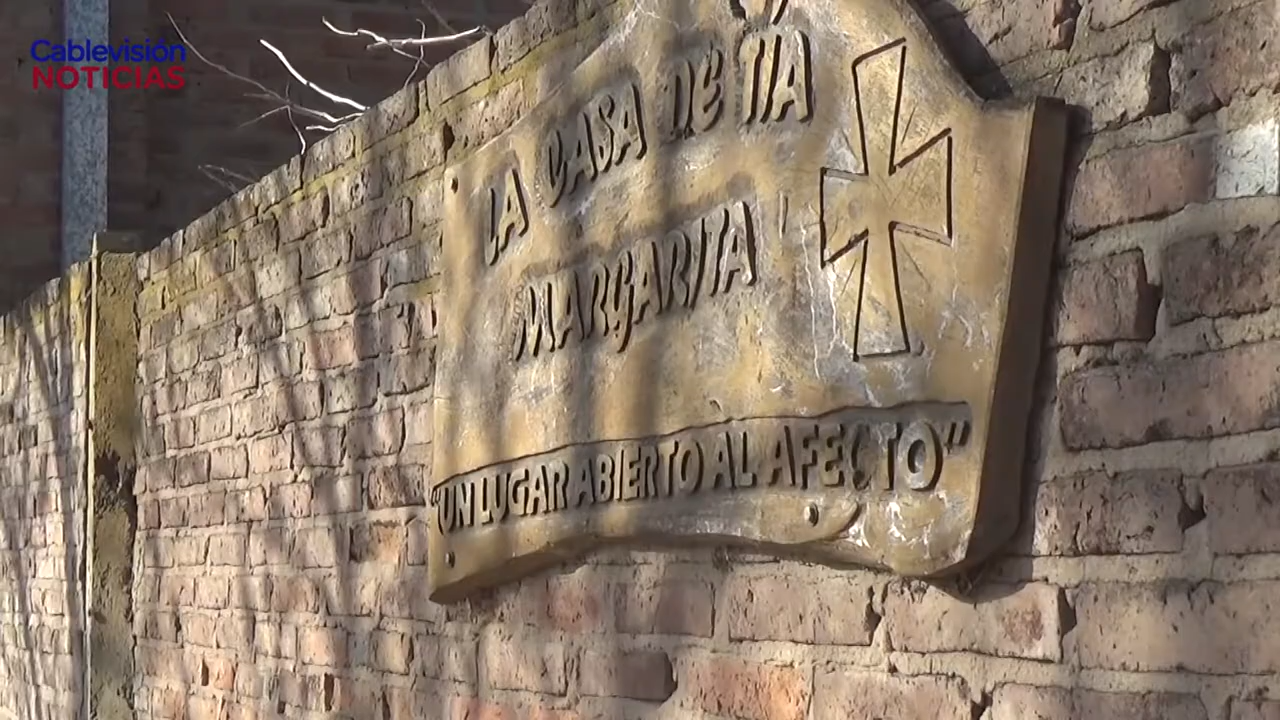 Cablevisión
NOTICIAS
LA CASA DE TIA
MARGARITA
"UN LUGAR ABIERTO AL AFECTO"